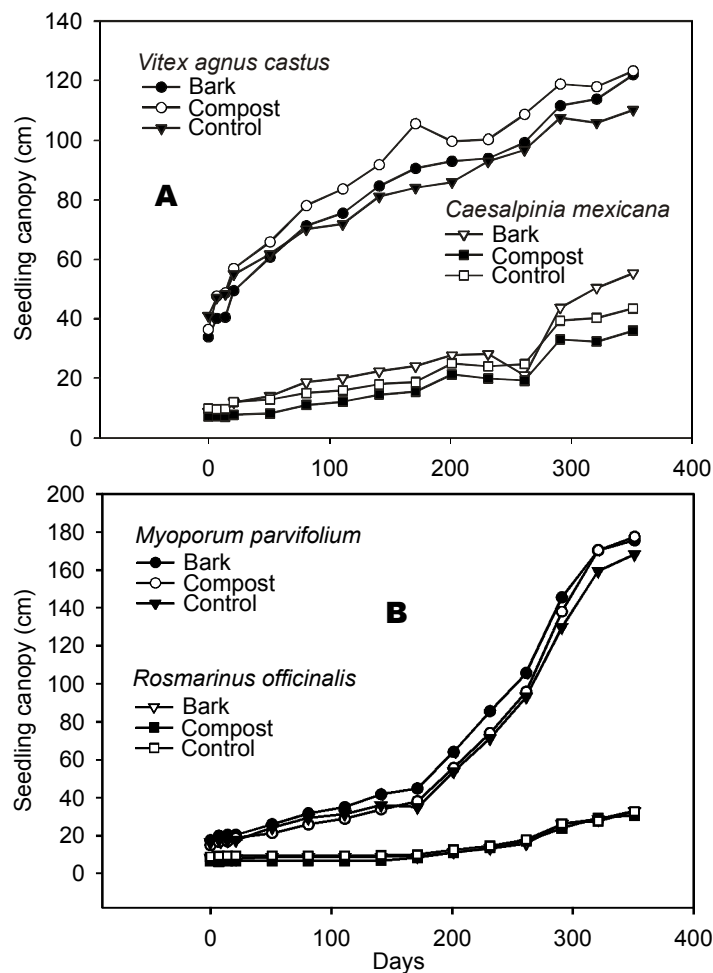 140
120
100
80
60
40
20
0
Seedling canopy (cm)
Vitex agnus castus
Bark
Compost
Control
A
Caesalpinia mexicana
Bark
Compost
Control
0 100 200 300 400
200
180
160
140
120
100
80
60
40
20
0
Seedling canopy (cm)
Myoporum parvifolium
Bark
Compost
Control
B
Rosmarinus officinalis
Bark
Compost
Control
0 100 200 300 400
Days